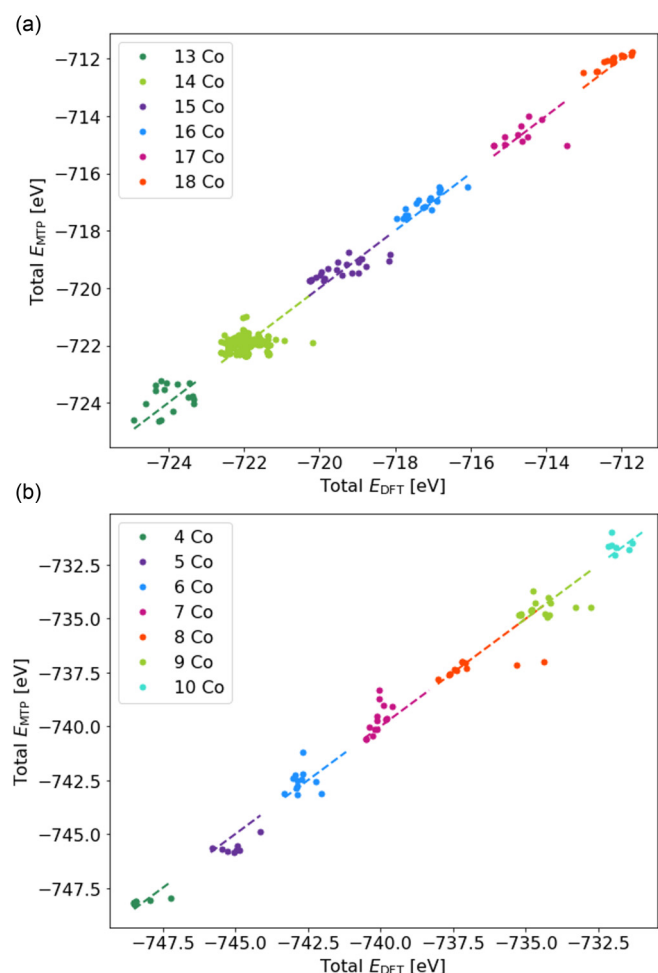 (a)
−712
−714
−716
−718
−720
−722
−724
Total E_MTP [eV]
13 Co
14 Co
15 Co
16 Co
17 Co
18 Co
−724 −722 −720 −718 −716 −714 −712
Total E_DFT [eV]
(b)
−732.5
−735.0
−737.5
−740.0
−742.5
−745.0
−747.5
Total E_MTP [eV]
4 Co
5 Co
6 Co
7 Co
8 Co
9 Co
10 Co
−747.5 −745.0 −742.5 −740.0 −737.5 −735.0 −732.5
Total E_DFT [eV]